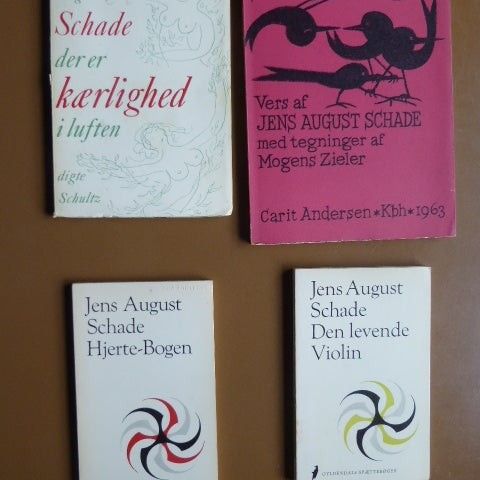 Schade
der er
kærlighed
i luften
digte
Schultz
Vers af
JENS AUGUST SCHADE
med tegninger af
Mogens Zieler
Carit Andersen * Kbh * 1963
Jens August
Schade
Hjerte-Bogen
Jens August
Schade
Den levende
Violin
GYLDENDALS SPÆTTEBØGER